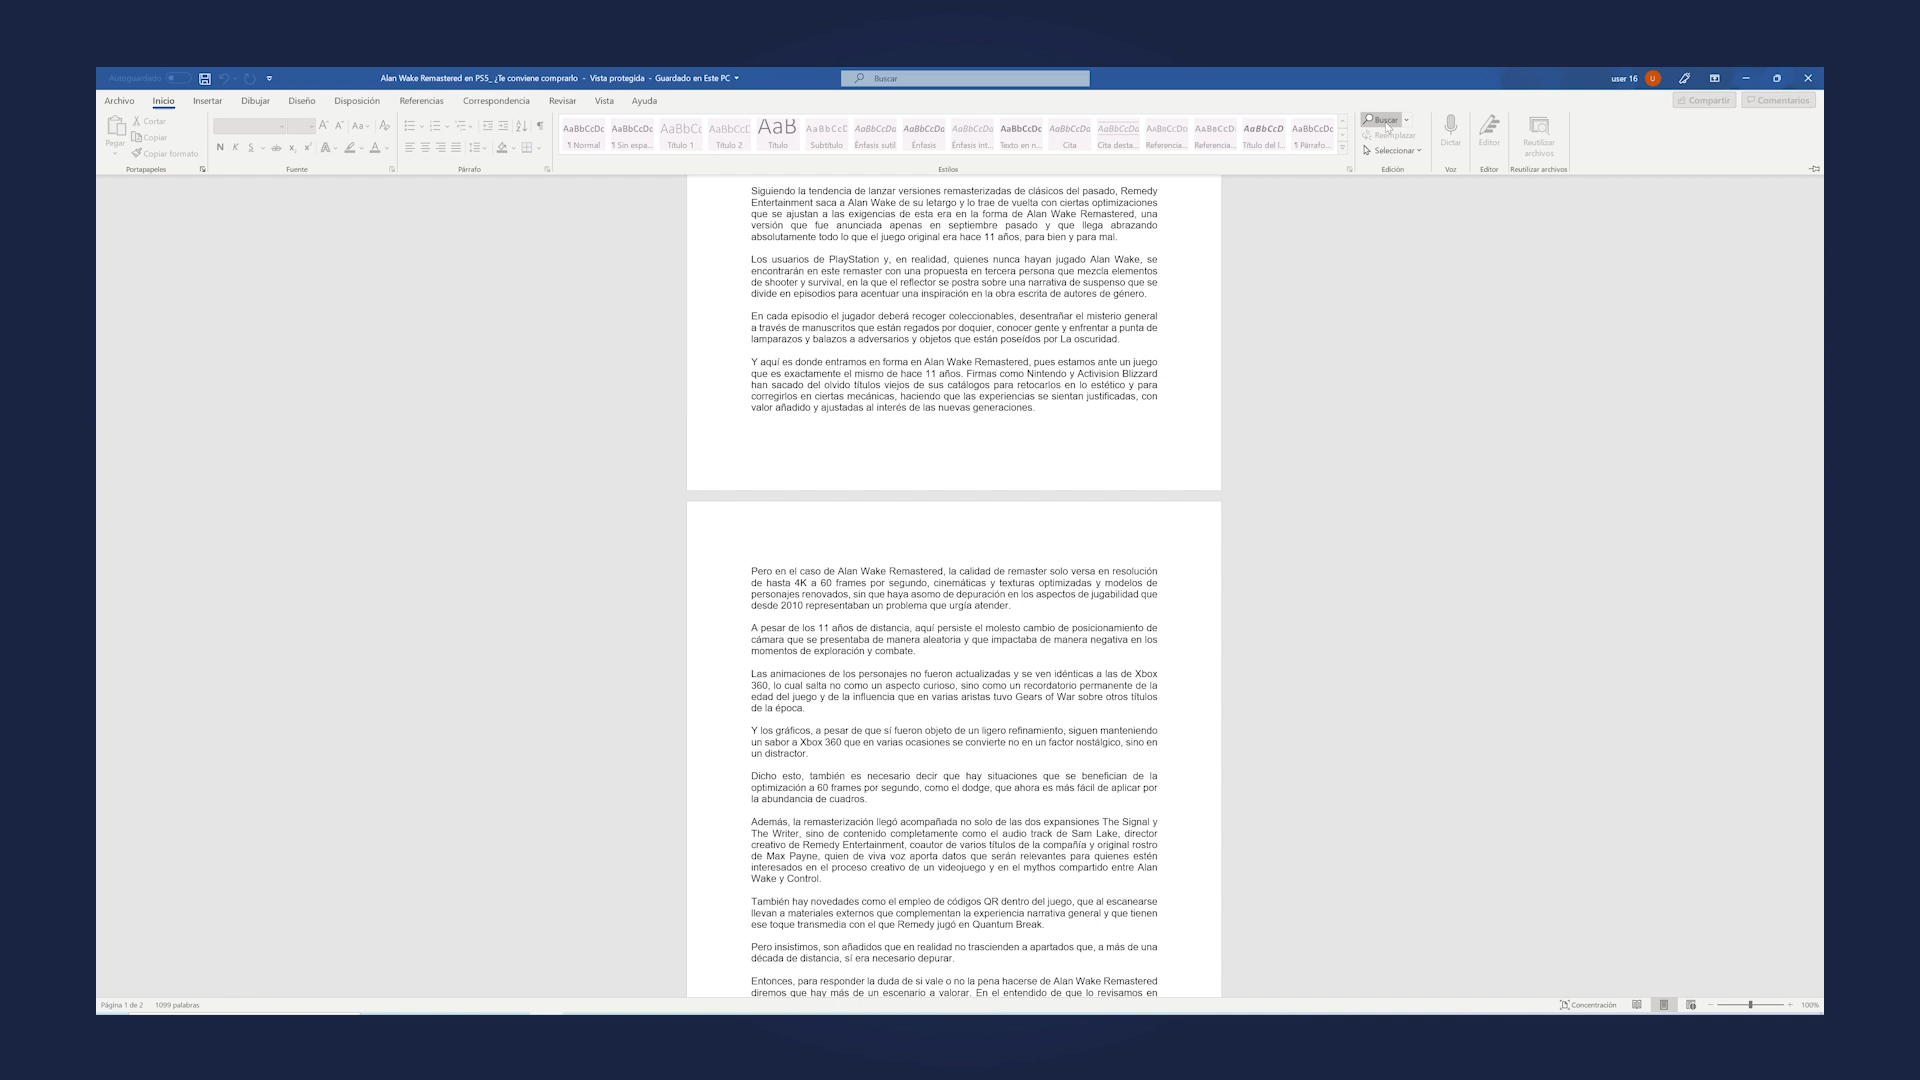 Autoguardado
Alan Wake Remastered en PS5_ ¿Te conviene comprarlo - Vista protegida - Guardado en Este PC
Buscar
user 16
U
Archivo Inicio Insertar Dibujar Diseño Disposición Referencias Correspondencia Revisar Vista Ayuda
Compartir
Comentarios
Pegar
Cortar
Copiar
Copiar formato
Portapapeles
N K S ab x₂ x²
Fuente
Párrafo
AaBbCcDc AaBbCcDc AaBbCc AaBbCcE AaB AaBbCcD AaBbCcDc AaBbCcDc AaBbCcDc AaBbCcDc AaBbCcDc AaBbCcDc AaBbCcDc AaBbCcD AaBbCcD AaBbCcDc
¶ Normal ¶ Sin espa... Título 1 Título 2 Título Subtítulo Énfasis sutil Énfasis Énfasis int... Texto en n... Cita Cita desta... Referencia... Referencia... Título del l... ¶ Párrafo...
Estilos
Buscar
Reemplazar
Seleccionar
Edición
Dictar
Voz
Editor
Editor
Reutilizar
archivos
Reutilizar archivos
Siguiendo la tendencia de lanzar versiones remasterizadas de clásicos del pasado, Remedy
Entertainment saca a Alan Wake de su letargo y lo trae de vuelta con ciertas optimizaciones
que se ajustan a las exigencias de esta era en la forma de Alan Wake Remastered, una
versión que fue anunciada apenas en septiembre pasado y que llega abrazando
absolutamente todo lo que el juego original era hace 11 años, para bien y para mal.
Los usuarios de PlayStation y, en realidad, quienes nunca hayan jugado Alan Wake, se
encontrarán en este remaster con una propuesta en tercera persona que mezcla elementos
de shooter y survival, en la que el reflector se postra sobre una narrativa de suspenso que se
divide en episodios para acentuar una inspiración en la obra escrita de autores de género.
En cada episodio el jugador deberá recoger coleccionables, desentrañar el misterio general
a través de manuscritos que están regados por doquier, conocer gente y enfrentar a punta de
lamparazos y balazos a adversarios y objetos que están poseídos por La oscuridad.
Y aquí es donde entramos en forma en Alan Wake Remastered, pues estamos ante un juego
que es exactamente el mismo de hace 11 años. Firmas como Nintendo y Activision Blizzard
han sacado del olvido títulos viejos de sus catálogos para retocarlos en lo estético y para
corregirlos en ciertas mecánicas, haciendo que las experiencias se sientan justificadas, con
valor añadido y ajustadas al interés de las nuevas generaciones.
Pero en el caso de Alan Wake Remastered, la calidad de remaster solo versa en resolución
de hasta 4K a 60 frames por segundo, cinemáticas y texturas optimizadas y modelos de
personajes renovados, sin que haya asomo de depuración en los aspectos de jugabilidad que
desde 2010 representaban un problema que urgía atender.
A pesar de los 11 años de distancia, aquí persiste el molesto cambio de posicionamiento de
cámara que se presentaba de manera aleatoria y que impactaba de manera negativa en los
momentos de exploración y combate.
Las animaciones de los personajes no fueron actualizadas y se ven idénticas a las de Xbox
360, lo cual salta no como un aspecto curioso, sino como un recordatorio permanente de la
edad del juego y de la influencia que en varias aristas tuvo Gears of War sobre otros títulos
de la época.
Y los gráficos, a pesar de que sí fueron objeto de un ligero refinamiento, siguen manteniendo
un sabor a Xbox 360 que en varias ocasiones se convierte no en un factor nostálgico, sino en
un distractor.
Dicho esto, también es necesario decir que hay situaciones que se benefician de la
optimización a 60 frames por segundo, como el dodge, que ahora es más fácil de aplicar por
la abundancia de cuadros.
Además, la remasterización llegó acompañada no solo de las dos expansiones The Signal y
The Writer, sino de contenido completamente como el audio track de Sam Lake, director
creativo de Remedy Entertainment, coautor de varios títulos de la compañía y original rostro
de Max Payne, quien de viva voz aporta datos que serán relevantes para quienes estén
interesados en el proceso creativo de un videojuego y en el mythos compartido entre Alan
Wake y Control.
También hay novedades como el empleo de códigos QR dentro del juego, que al escanearse
llevan a materiales externos que complementan la experiencia narrativa general y que tienen
ese toque transmedia con el que Remedy jugó en Quantum Break.
Pero insistimos, son añadidos que en realidad no trascienden a apartados que, a más de una
década de distancia, sí era necesario depurar.
Entonces, para responder la duda de si vale o no la pena hacerse de Alan Wake Remastered
diremos que hay más de un escenario a valorar. En el entendido de que lo revisamos en
Página 1 de 2 1099 palabras
Concentración
100%